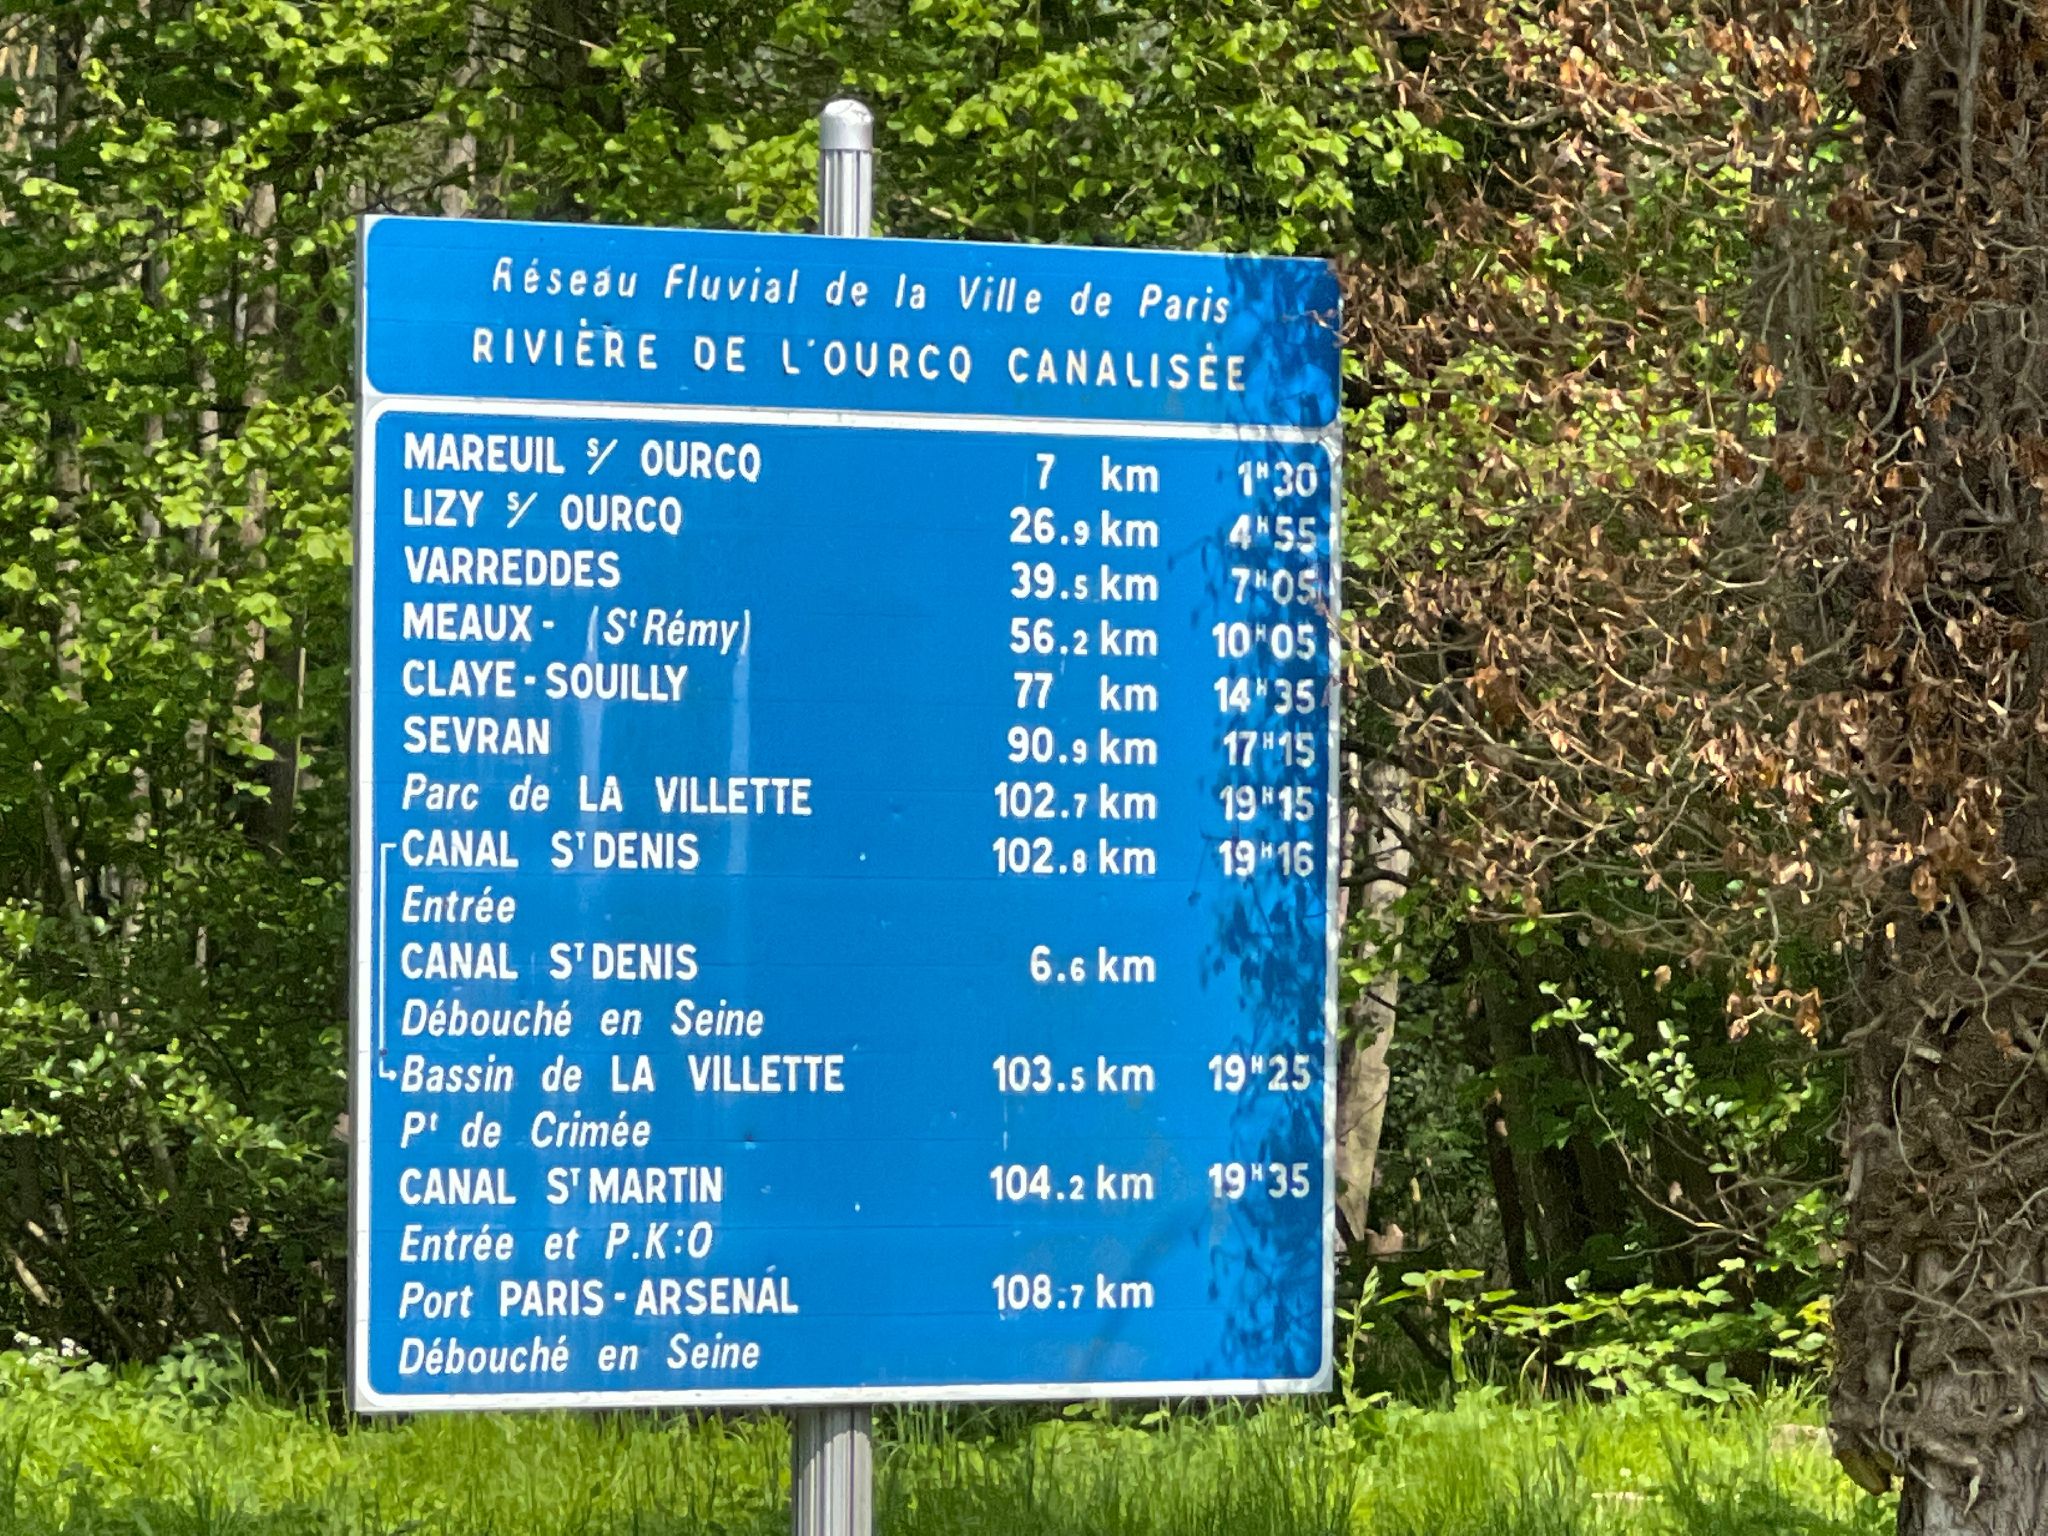 Réseau Fluvial de la Ville de Paris
RIVIÈRE DE L'OURCQ CANALISÉE
MAREUIL s/ OURCQ 7 km 1H30
LIZY s/ OURCQ 26.9 km 4H55
VARREDDES 39.5 km 7H05
MEAUX - (St Rémy) 56.2 km 10H05
CLAYE-SOUILLY 77 km 14H35
SEVRAN 90.9 km 17H15
Parc de LA VILLETTE 102.7 km 19H15
CANAL ST DENIS 102.8 km 19H16
Entrée
CANAL ST DENIS 6.6 km
Débouché en Seine
Bassin de LA VILLETTE 103.5 km 19H25
Pt de Crimée
CANAL ST MARTIN 104.2 km 19H35
Entrée et P.K:0
Port PARIS-ARSENAL 108.7 km
Débouché en Seine